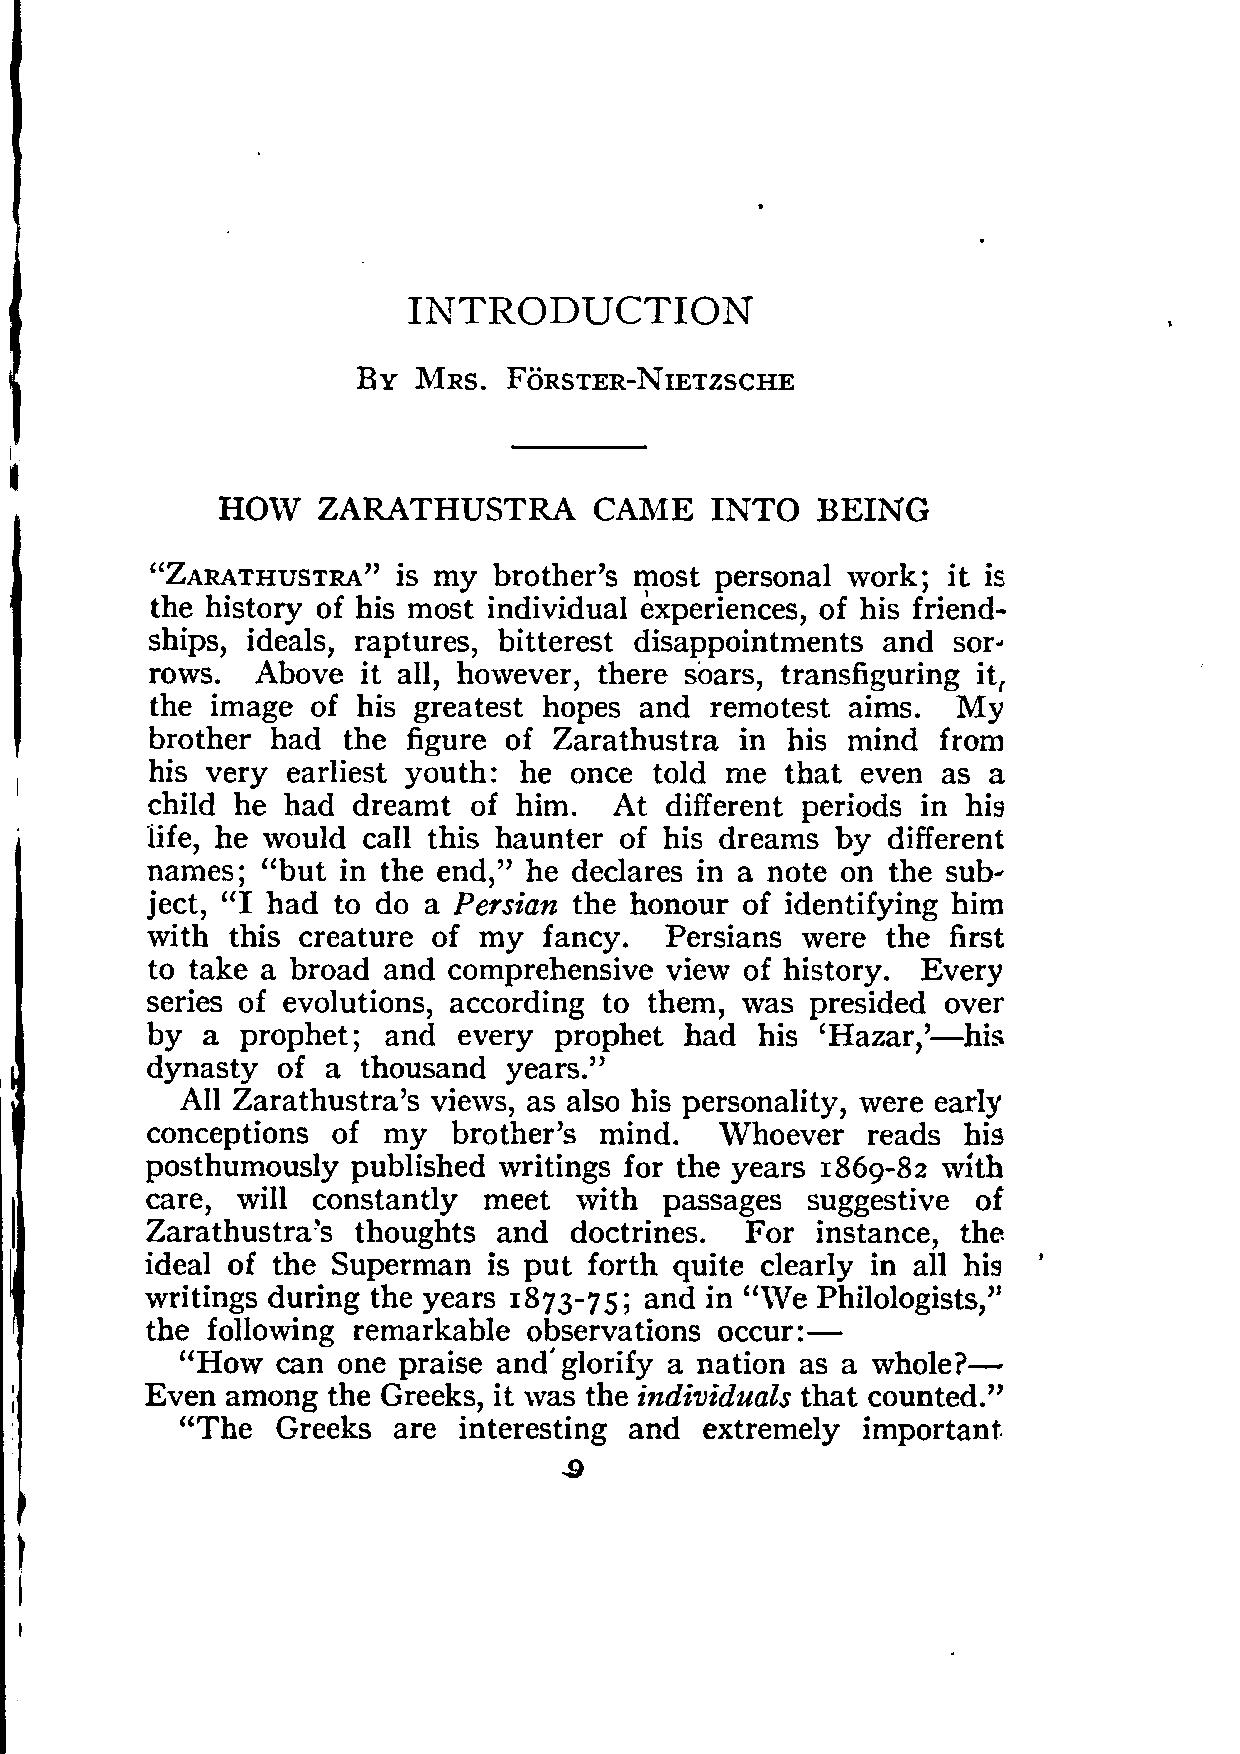 INTRODUCTION
By Mrs. Förster-Nietzsche
HOW ZARATHUSTRA CAME INTO BEING
“Zarathustra” is my brother’s most personal work; it is
the history of his most individual experiences, of his friend-
ships, ideals, raptures, bitterest disappointments and sor-
rows. Above it all, however, there soars, transfiguring it,
the image of his greatest hopes and remotest aims. My
brother had the figure of Zarathustra in his mind from
his very earliest youth: he once told me that even as a
child he had dreamt of him. At different periods in his
life, he would call this haunter of his dreams by different
names; “but in the end,” he declares in a note on the sub-
ject, “I had to do a Persian the honour of identifying him
with this creature of my fancy. Persians were the first
to take a broad and comprehensive view of history. Every
series of evolutions, according to them, was presided over
by a prophet; and every prophet had his ‘Hazar,’—his
dynasty of a thousand years.”
All Zarathustra’s views, as also his personality, were early
conceptions of my brother’s mind. Whoever reads his
posthumously published writings for the years 1869-82 with
care, will constantly meet with passages suggestive of
Zarathustra’s thoughts and doctrines. For instance, the
ideal of the Superman is put forth quite clearly in all his
writings during the years 1873-75; and in “We Philologists,”
the following remarkable observations occur:—
“How can one praise and glorify a nation as a whole?—
Even among the Greeks, it was the individuals that counted.”
“The Greeks are interesting and extremely important
9